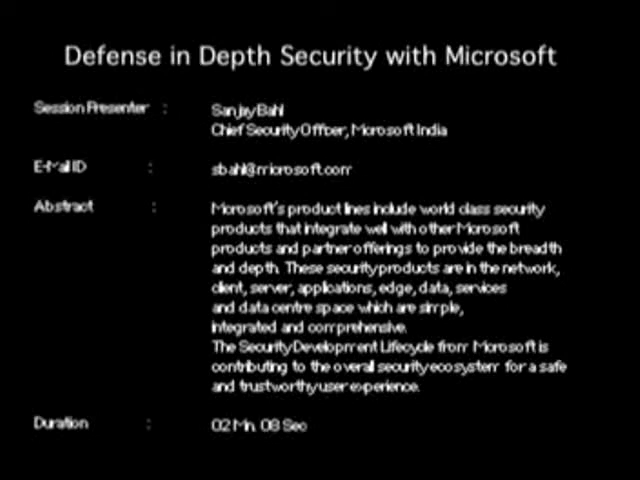 Defense in Depth Security with Microsoft
Session Presenter : Sanjay Bahl
Chief Security Officer, Microsoft India
E-Mail ID : sbahl@microsoft.com
Abstract : Microsoft's product lines include world class security
products that integrate well with other Microsoft
products and partner offerings to provide the breadth
and depth. These security products are in the network,
client, server, applications, edge, data, services
and data centre space which are simple,
integrated and comprehensive.
The Security Development Lifecycle from Microsoft is
contributing to the overall security ecosystem for a safe
and trustworthy user experience.
Duration : 02 Min. 08 Sec